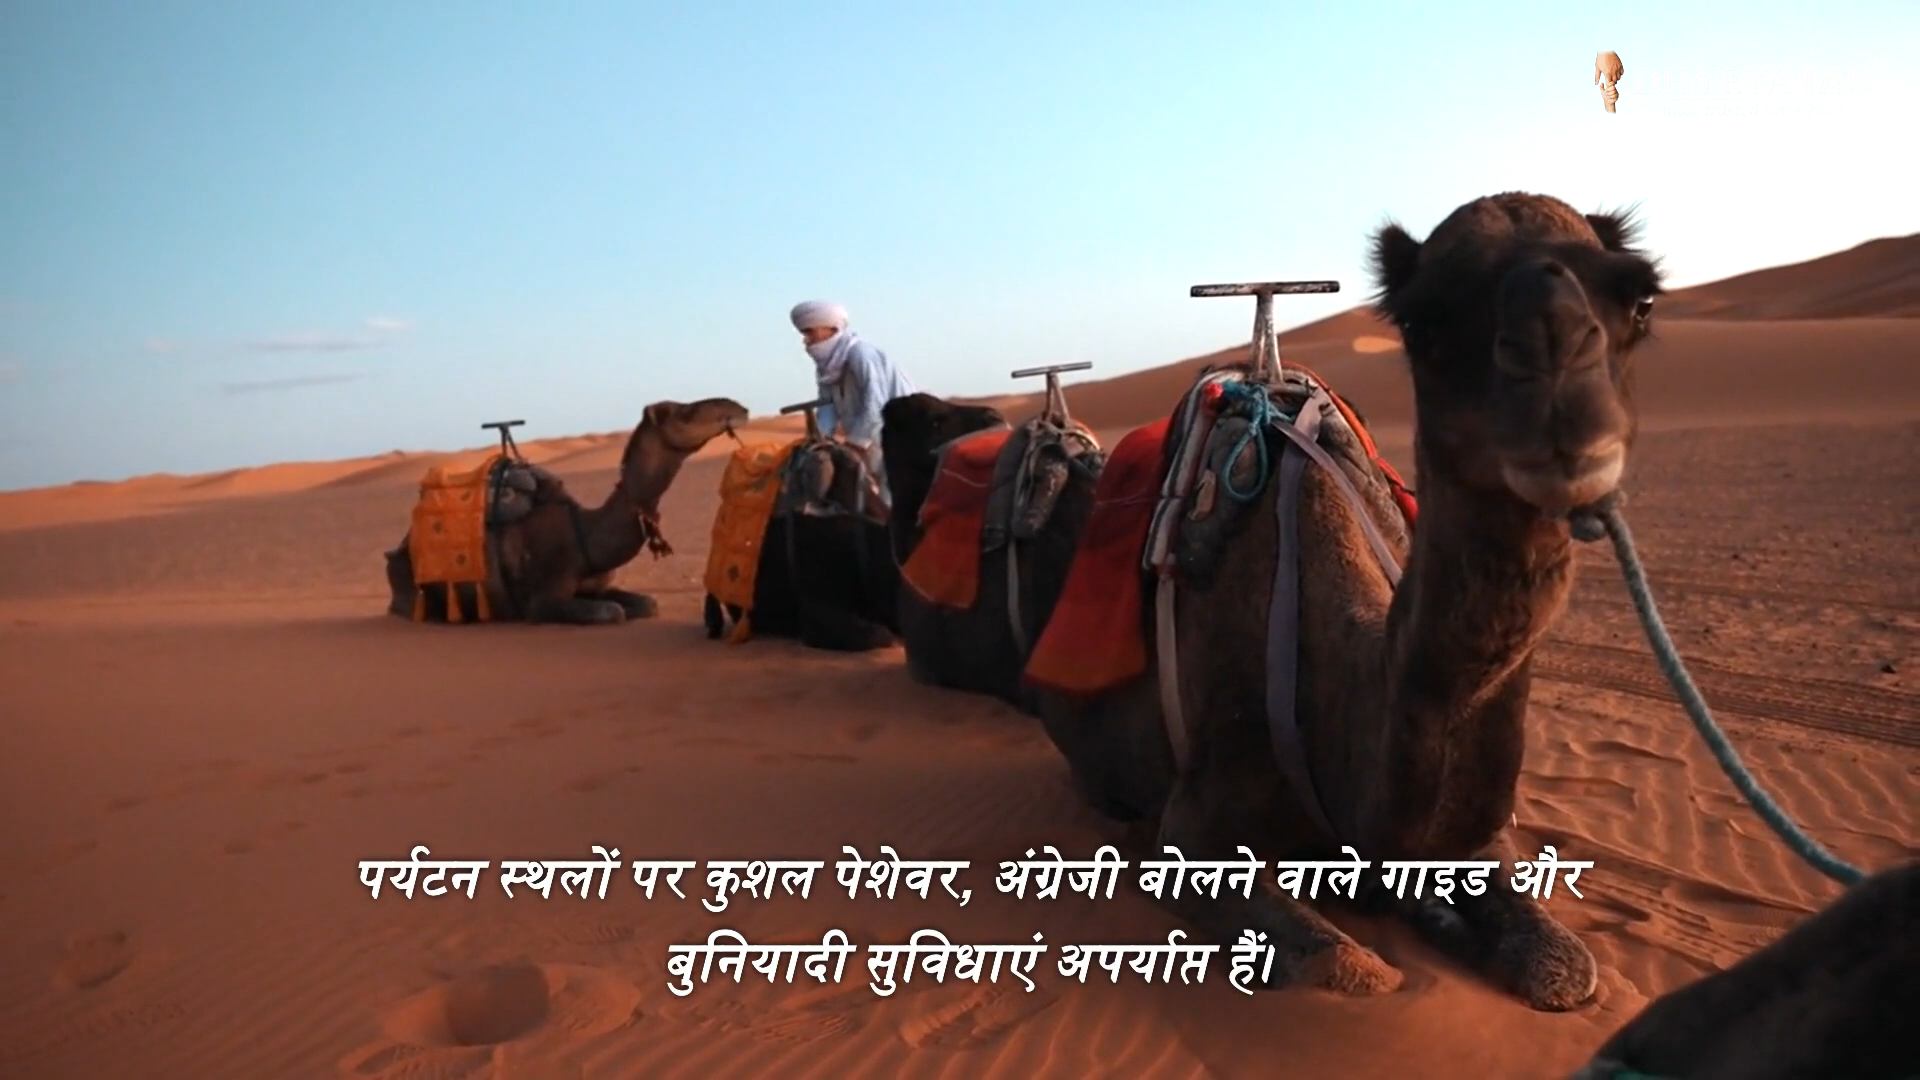 पर्यटन स्थलों पर कुशल पेशेवर, अंग्रेजी बोलने वाले गाइड और
बुनियादी सुविधाएं अपर्याप्त हैं।